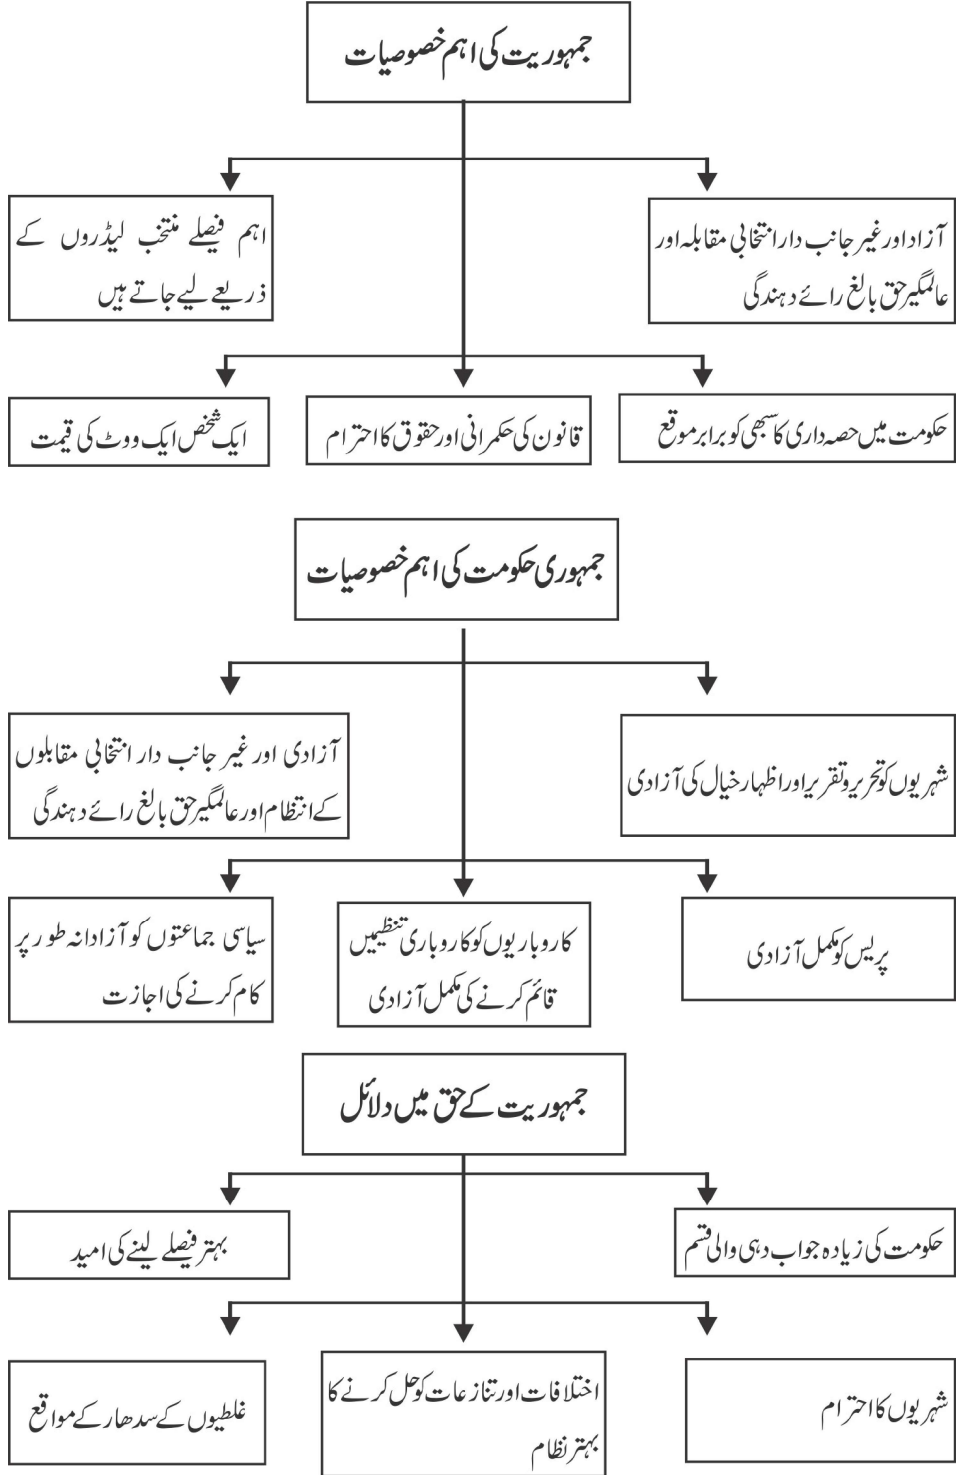 جمہوریت کی اہم خصوصیات
آزاد اور غیر جانب دار انتخابی مقابلہ اور
عالمگیر حق بالغ رائے دہندگی
اہم فیصلے منتخب لیڈروں کے
ذریعے لیے جاتے ہیں
حکومت میں حصہ داری کا سبھی کو برابر موقع
قانون کی حکمرانی اور حقوق کا احترام
ایک شخص ایک ووٹ کی قیمت
جمہوری حکومت کی اہم خصوصیات
شہریوں کو تحریر و تقریر اور اظہار خیال کی آزادی
آزادی اور غیر جانب دار انتخابی مقابلوں
کے انتظام اور عالمگیر حق بالغ رائے دہندگی
پریس کو مکمل آزادی
کاروباریوں کو کاروباری تنظیمیں
قائم کرنے کی مکمل آزادی
سیاسی جماعتوں کو آزادانہ طور پر
کام کرنے کی اجازت
جمہوریت کے حق میں دلائل
حکومت کی زیادہ جواب دہی والی قسم
بہتر فیصلے لینے کی امید
شہریوں کا احترام
اختلافات اور تنازعات کو حل کرنے کا
بہتر نظام
غلطیوں کے سدھار کے مواقع